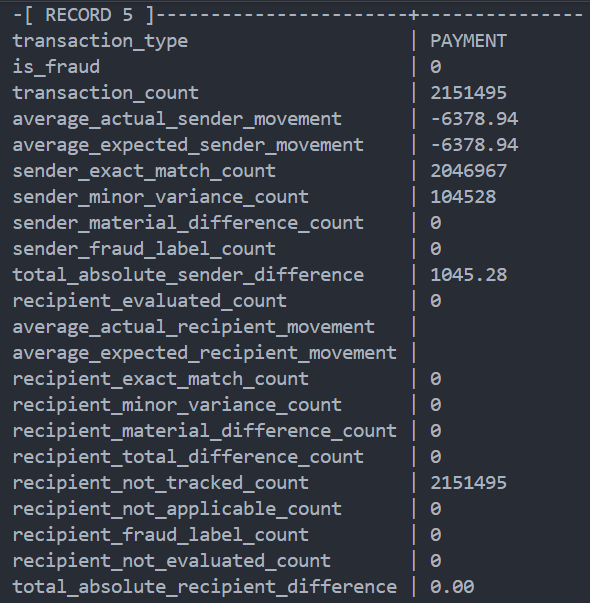 -[ RECORD 5 ]------------------------+---------------
transaction_type                     | PAYMENT
is_fraud                             | 0
transaction_count                    | 2151495
average_actual_sender_movement       | -6378.94
average_expected_sender_movement     | -6378.94
sender_exact_match_count             | 2046967
sender_minor_variance_count          | 104528
sender_material_difference_count     | 0
sender_fraud_label_count             | 0
total_absolute_sender_difference     | 1045.28
recipient_evaluated_count            | 0
average_actual_recipient_movement    |
average_expected_recipient_movement  |
recipient_exact_match_count          | 0
recipient_minor_variance_count       | 0
recipient_material_difference_count  | 0
recipient_total_difference_count     | 0
recipient_not_tracked_count          | 2151495
recipient_not_applicable_count       | 0
recipient_fraud_label_count          | 0
recipient_not_evaluated_count        | 0
total_absolute_recipient_difference  | 0.00